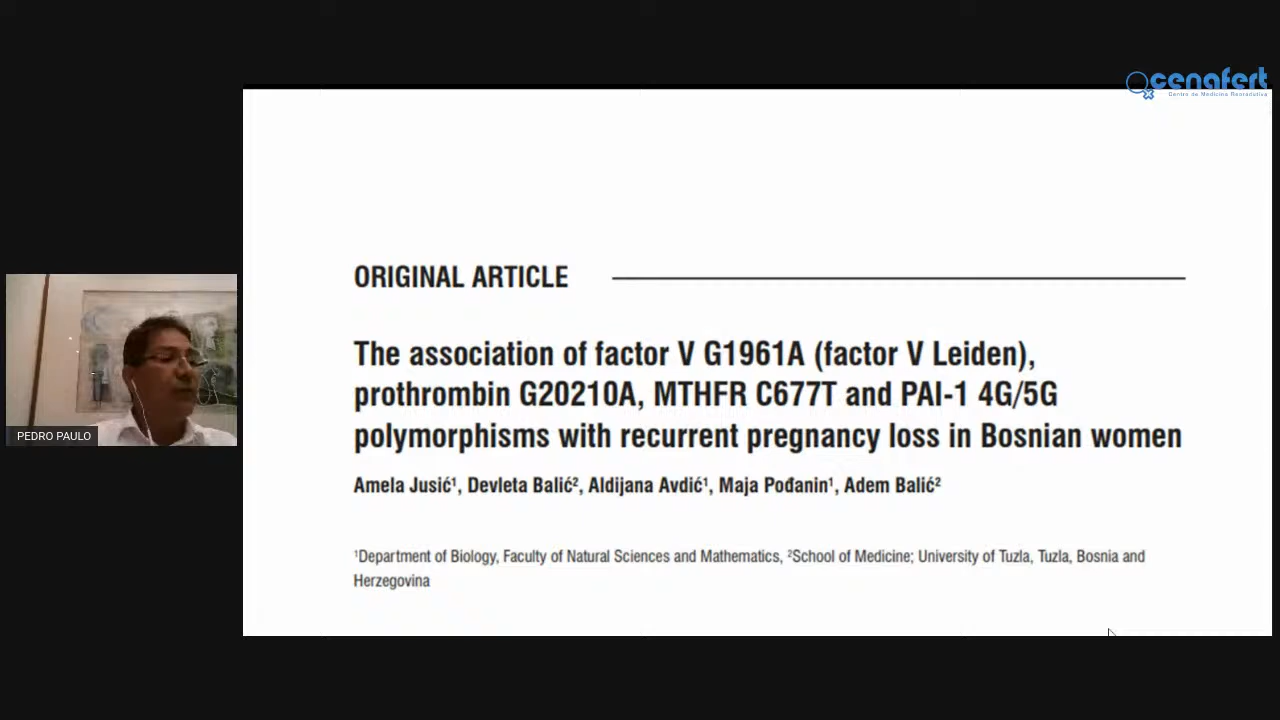 cenafert
Centro de Medicina Reprodutiva
ORIGINAL ARTICLE
The association of factor V G1961A (factor V Leiden),
prothrombin G20210A, MTHFR C677T and PAI-1 4G/5G
polymorphisms with recurrent pregnancy loss in Bosnian women
Amela Jusić¹, Devleta Balić², Aldijana Avdić¹, Maja Pođanin¹, Adem Balić²
¹Department of Biology, Faculty of Natural Sciences and Mathematics, ²School of Medicine; University of Tuzla, Tuzla, Bosnia and
Herzegovina
PEDRO PAULO